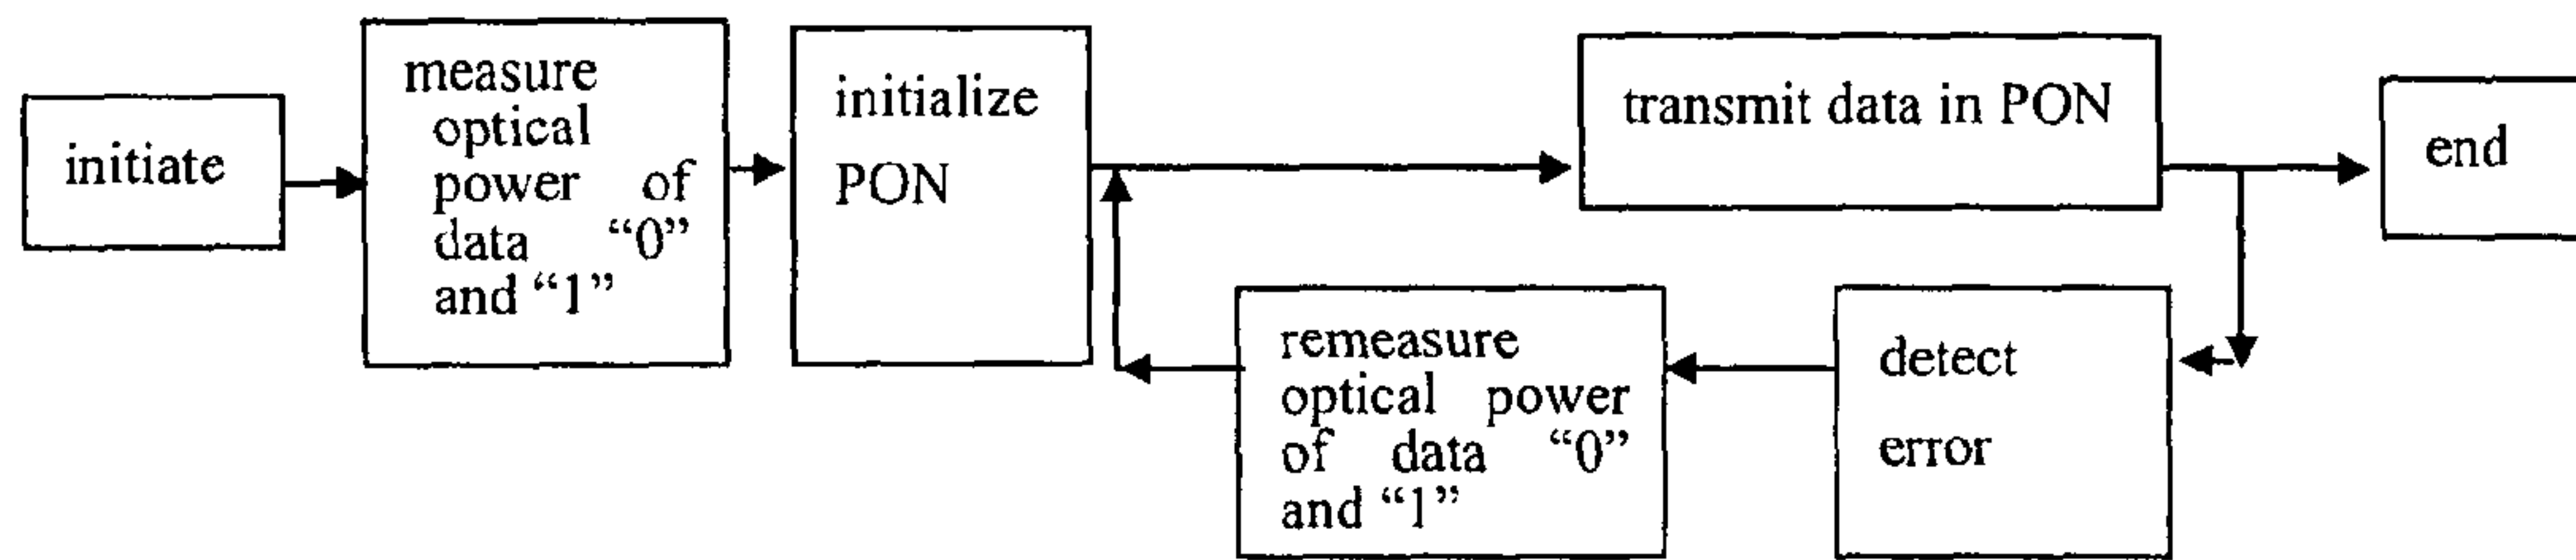 initiate
measure
optical
power of
data “0”
and “1”
initialize
PON
transmit data in PON
end
remeasure
optical power
of data “0”
and “1”
detect
error